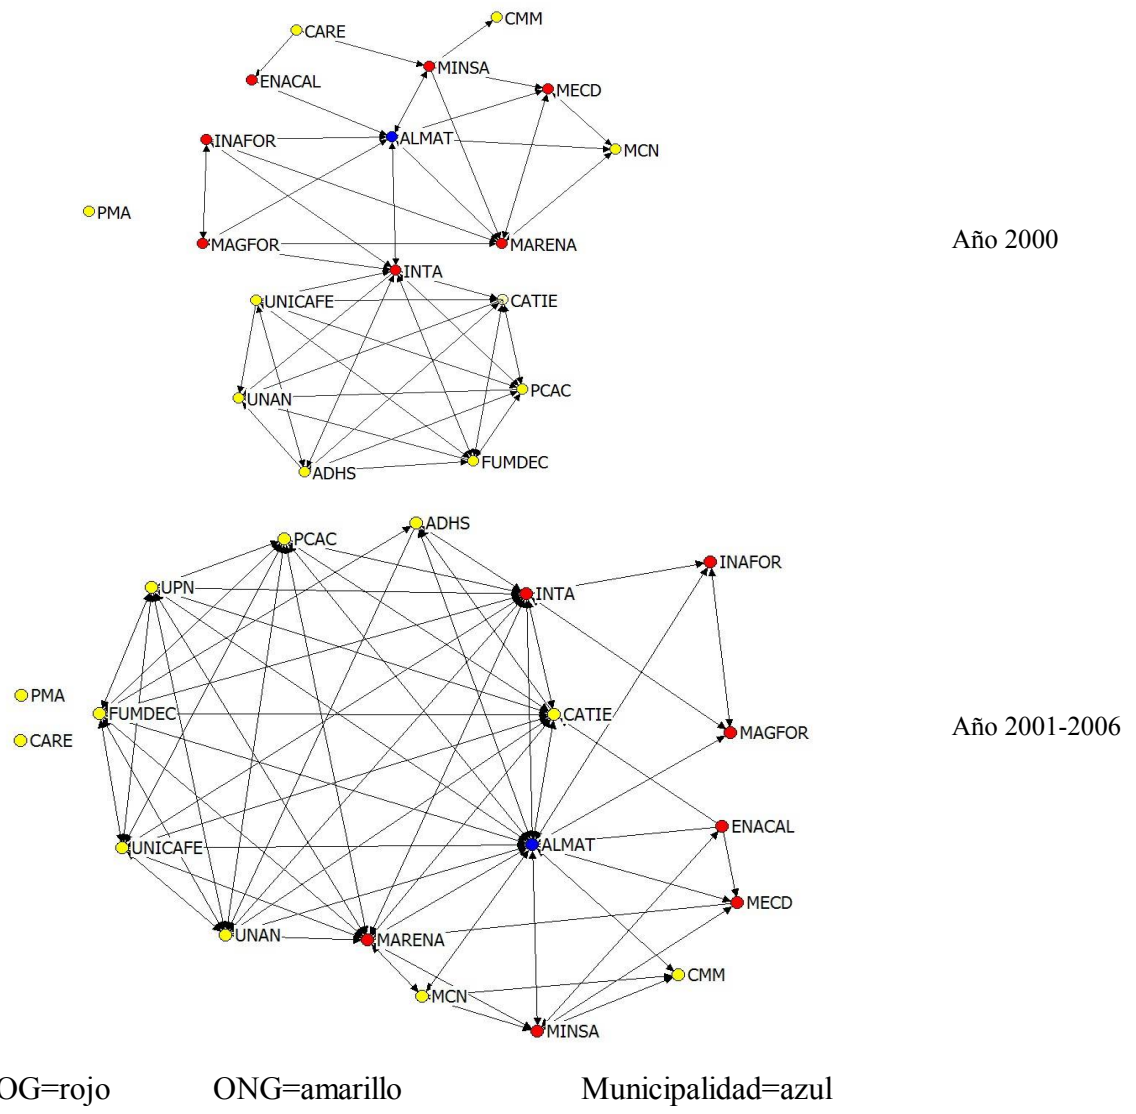 CMM
CARE
MINSA
ENACAL
MECD
INAFOR
ALMAT
MCN
PMA
Año 2000
MAGFOR
MARENA
INTA
UNICAFE
CATIE
PCAC
UNAN
FUMDEC
ADHS
ADHS
PCAC
INAFOR
UPN
INTA
PMA
FUMDEC
CATIE
Año 2001-2006
CARE
MAGFOR
ENACAL
UNICAFE
ALMAT
MECD
UNAN
MARENA
CMM
MCN
MINSA
OG=rojo ONG=amarillo Municipalidad=azul